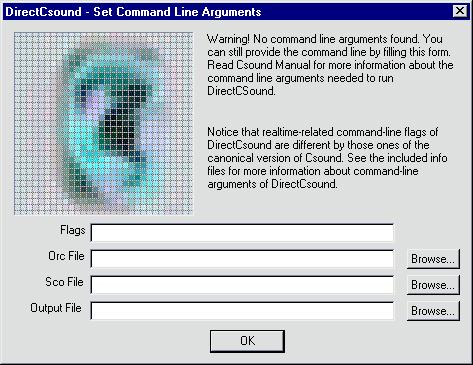 DirectCsound - Set Command Line Arguments
Warning! No command line arguments found. You
can still provide the command line by filling this form.
Read Csound Manual for more information about the
command line arguments needed to run
DirectCSound.
Notice that realtime-related command-line flags of
DirectCsound are different by those ones of the
canonical version of Csound. See the included info
files for more information about command-line
arguments of DirectCsound.
Flags
Orc File
Browse...
Sco File
Browse...
Output File
Browse...
OK